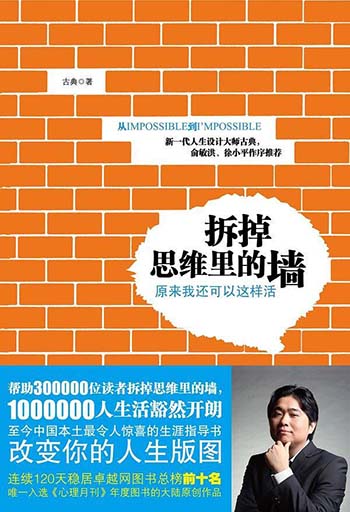 古典◎著
从IMPOSSIBLE到I'MPOSSIBLE
新一代人生设计大师古典,
俞敏洪、徐小平作序推荐
拆掉
思维里的墙
原来我还可以这样活
帮助300000位读者拆掉思维里的墙,
1000000人生活豁然开朗
至今中国本土最令人惊喜的生涯指导书
改变你的人生版图
连续120天稳居卓越网图书总榜前十名
唯一入选《心理月刊》年度图书的大陆原创作品